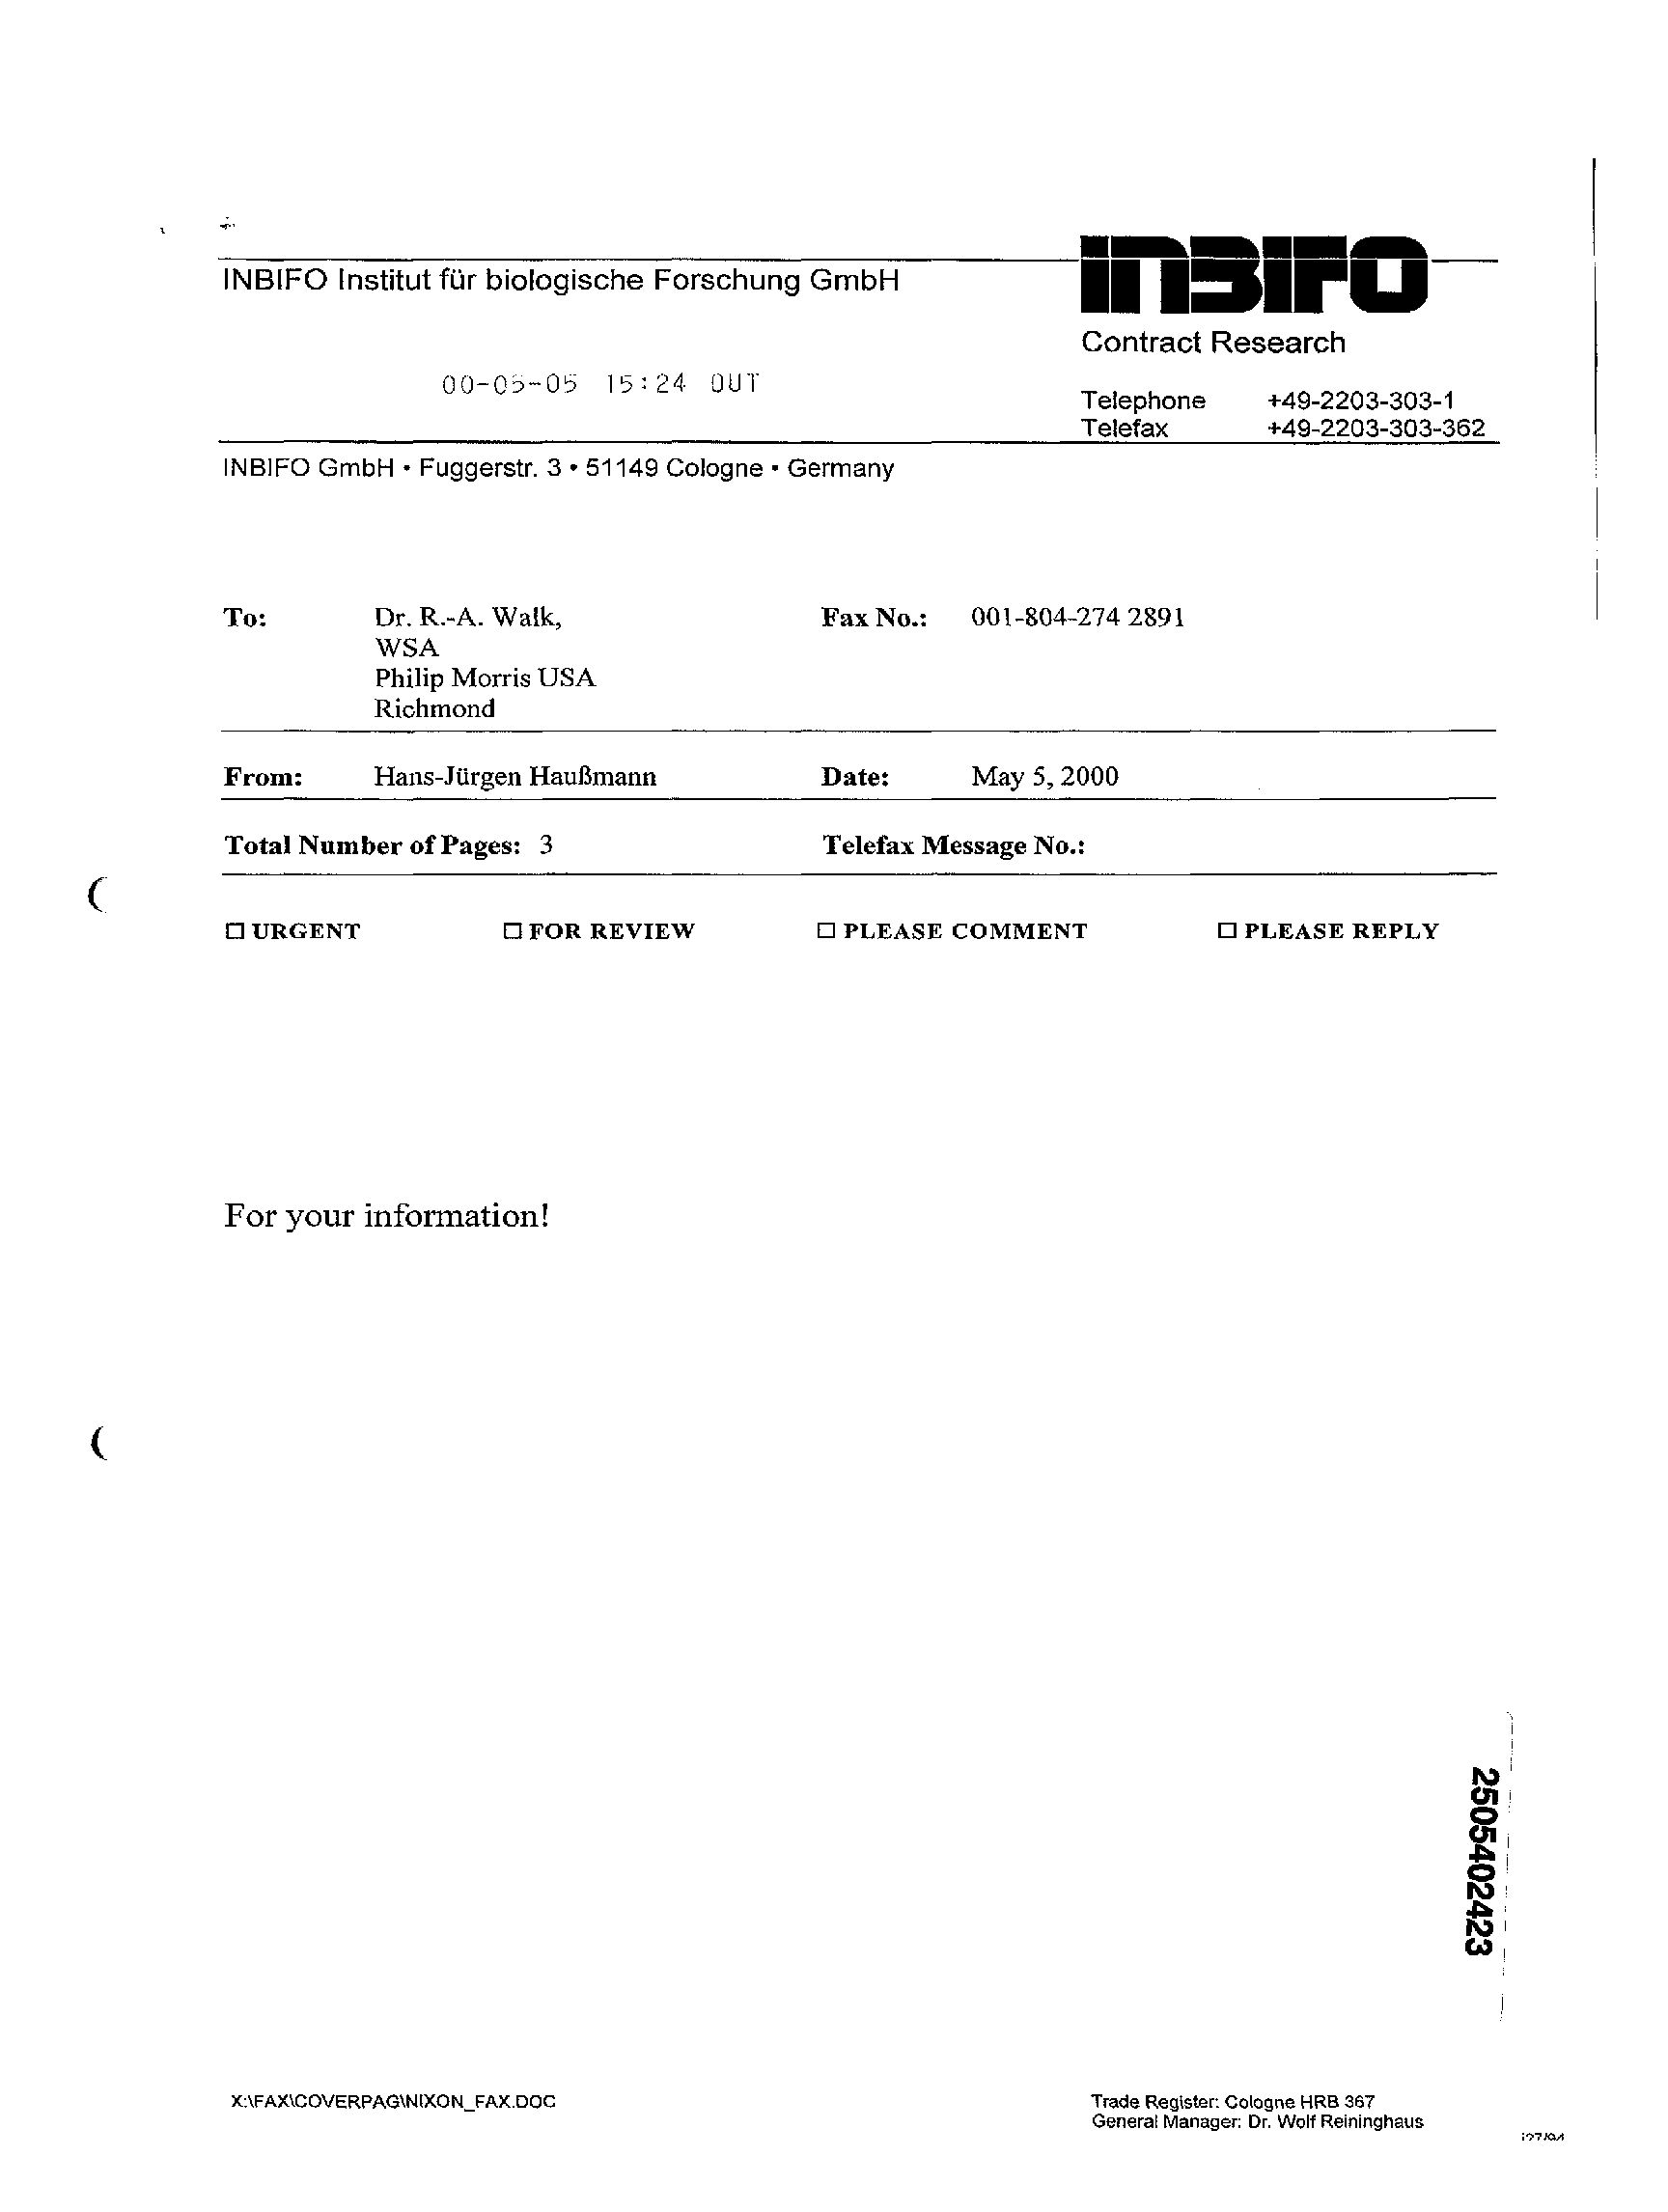 INBIFO Institut für biologische Forschung GmbH
INBIFO
Contract Research
00-05-05 15:24 OUT
Telephone +49-2203-303-1
Telefax +49-2203-303-362
INBIFO GmbH • Fuggerstr. 3 • 51149 Cologne • Germany
To: Dr. R.-A. Walk, Fax No.: 001-804-274 2891
WSA
Philip Morris USA
Richmond
From: Hans-Jürgen Haußmann Date: May 5, 2000
Total Number of Pages: 3 Telefax Message No.:
☐ URGENT ☐ FOR REVIEW ☐ PLEASE COMMENT ☐ PLEASE REPLY
For your information!
2505402423
X:\FAX\COVERPAG\NIXON_FAX.DOC
Trade Register: Cologne HRB 367
General Manager: Dr. Wolf Reininghaus